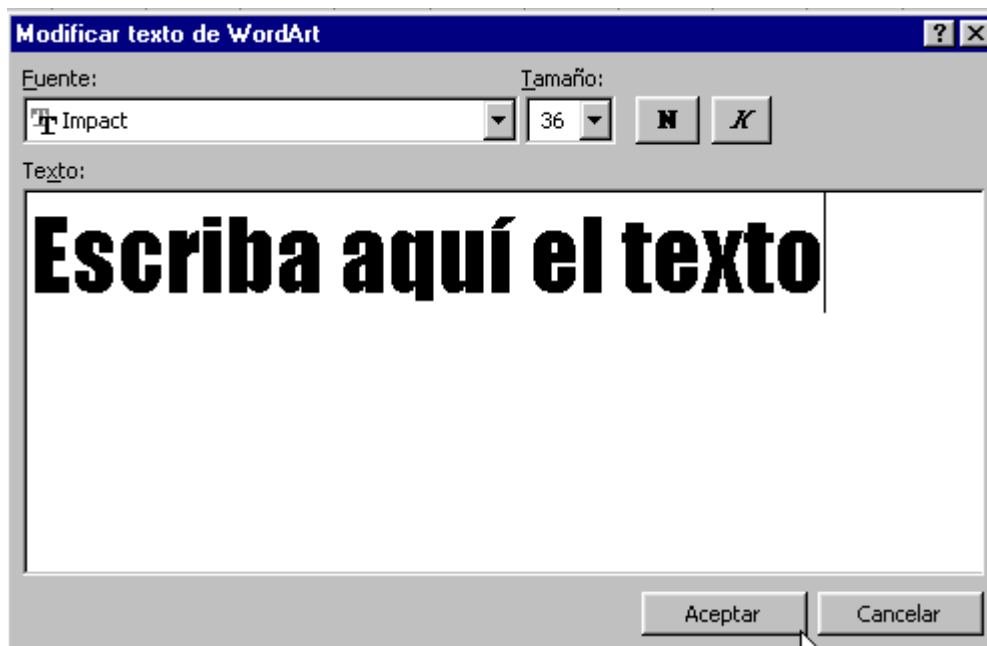 Modificar texto de WordArt
Fuente: Tamaño:
Impact 36 N K
Texto:
Escriba aquí el texto
Aceptar Cancelar